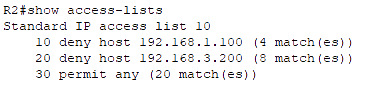 R2#show access-lists
Standard IP access list 10
    10 deny host 192.168.1.100 (4 match(es))
    20 deny host 192.168.3.200 (8 match(es))
    30 permit any (20 match(es))